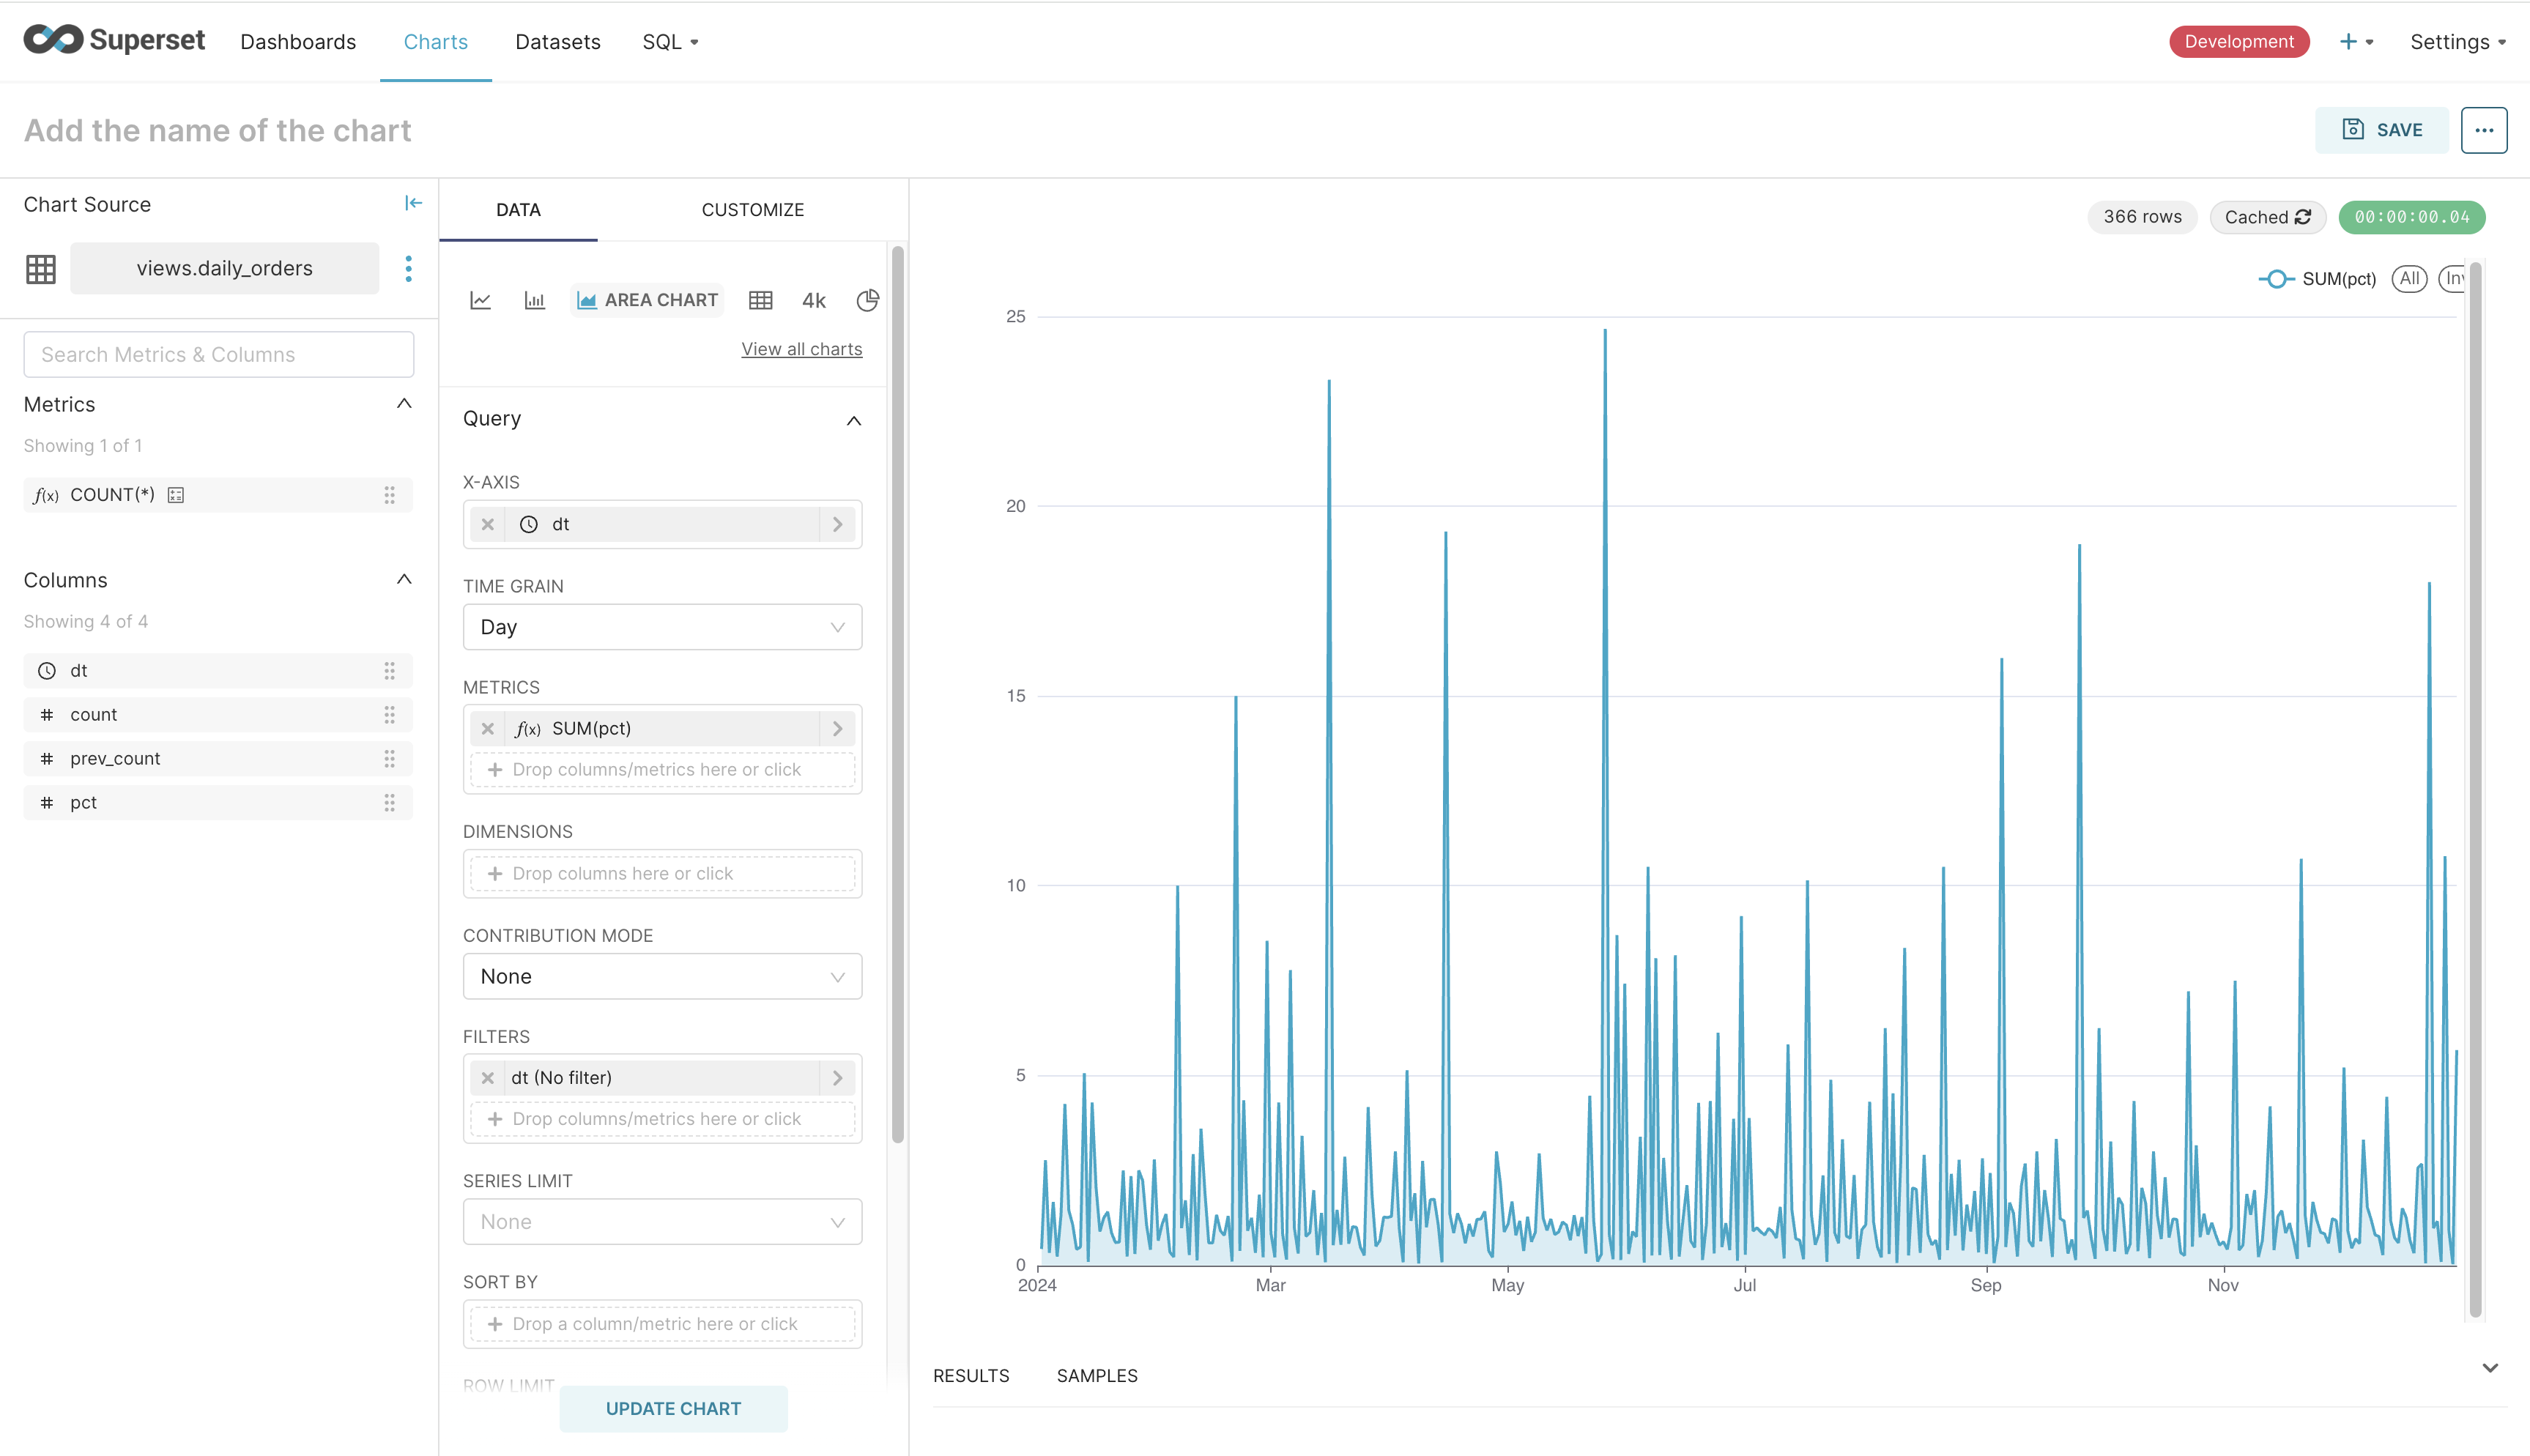 Superset Dashboards Charts Datasets SQL Development + Settings
Add the name of the chart
SAVE
Chart Source
views.daily_orders
Search Metrics & Columns
Metrics
Showing 1 of 1
f(x) COUNT(*)
Columns
Showing 4 of 4
dt
# count
# prev_count
# pct
DATA CUSTOMIZE
AREA CHART 4k
View all charts
Query
X-AXIS
dt
TIME GRAIN
Day
METRICS
f(x) SUM(pct)
+ Drop columns/metrics here or click
DIMENSIONS
+ Drop columns here or click
CONTRIBUTION MODE
None
FILTERS
dt (No filter)
+ Drop columns/metrics here or click
SERIES LIMIT
None
SORT BY
+ Drop a column/metric here or click
ROW LIMIT
UPDATE CHART
366 rows Cached 00:00:00.04
SUM(pct) All Inv
25
20
15
10
5
0
2024 Mar May Jul Sep Nov
RESULTS SAMPLES